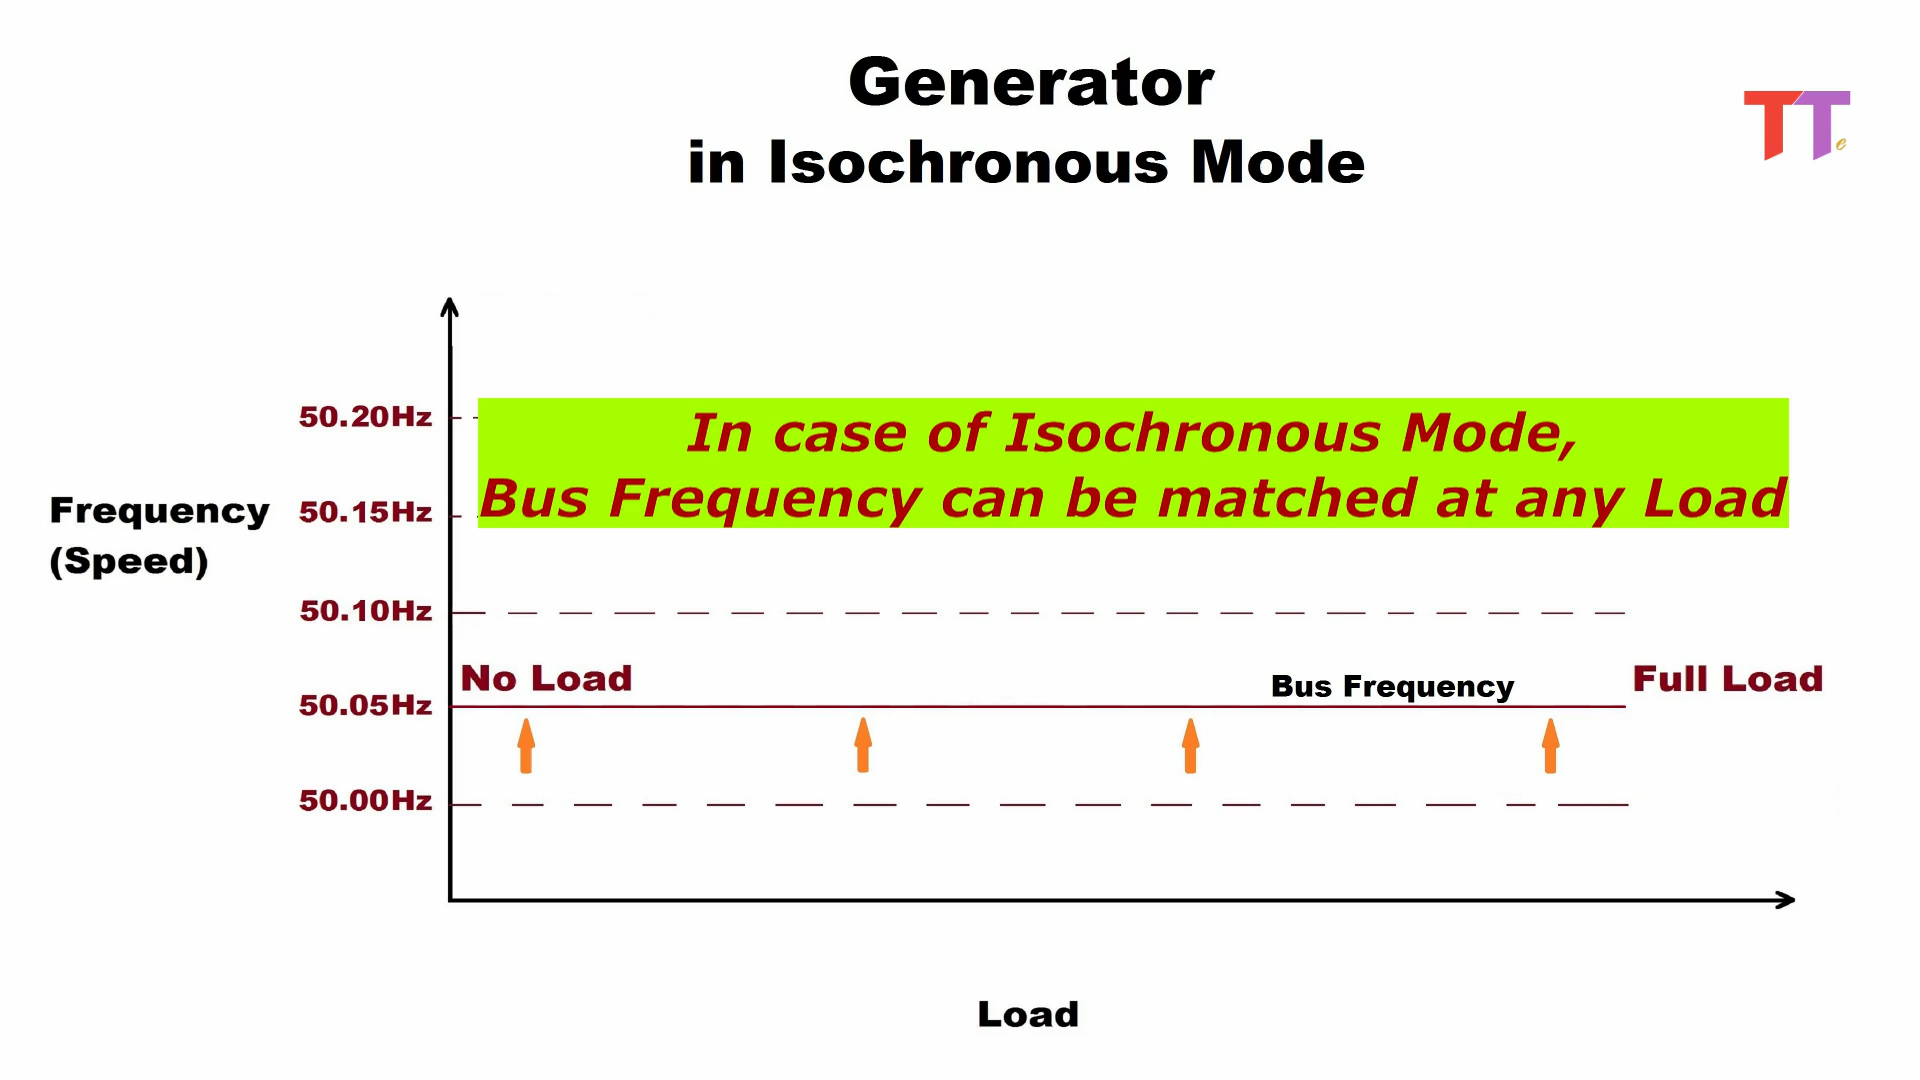 Generator
in Isochronous Mode
TTe
50.20Hz
In case of Isochronous Mode,
Bus Frequency can be matched at any Load
Frequency
(Speed)
50.15Hz
50.10Hz
No Load
Bus Frequency
Full Load
50.05Hz
50.00Hz
Load